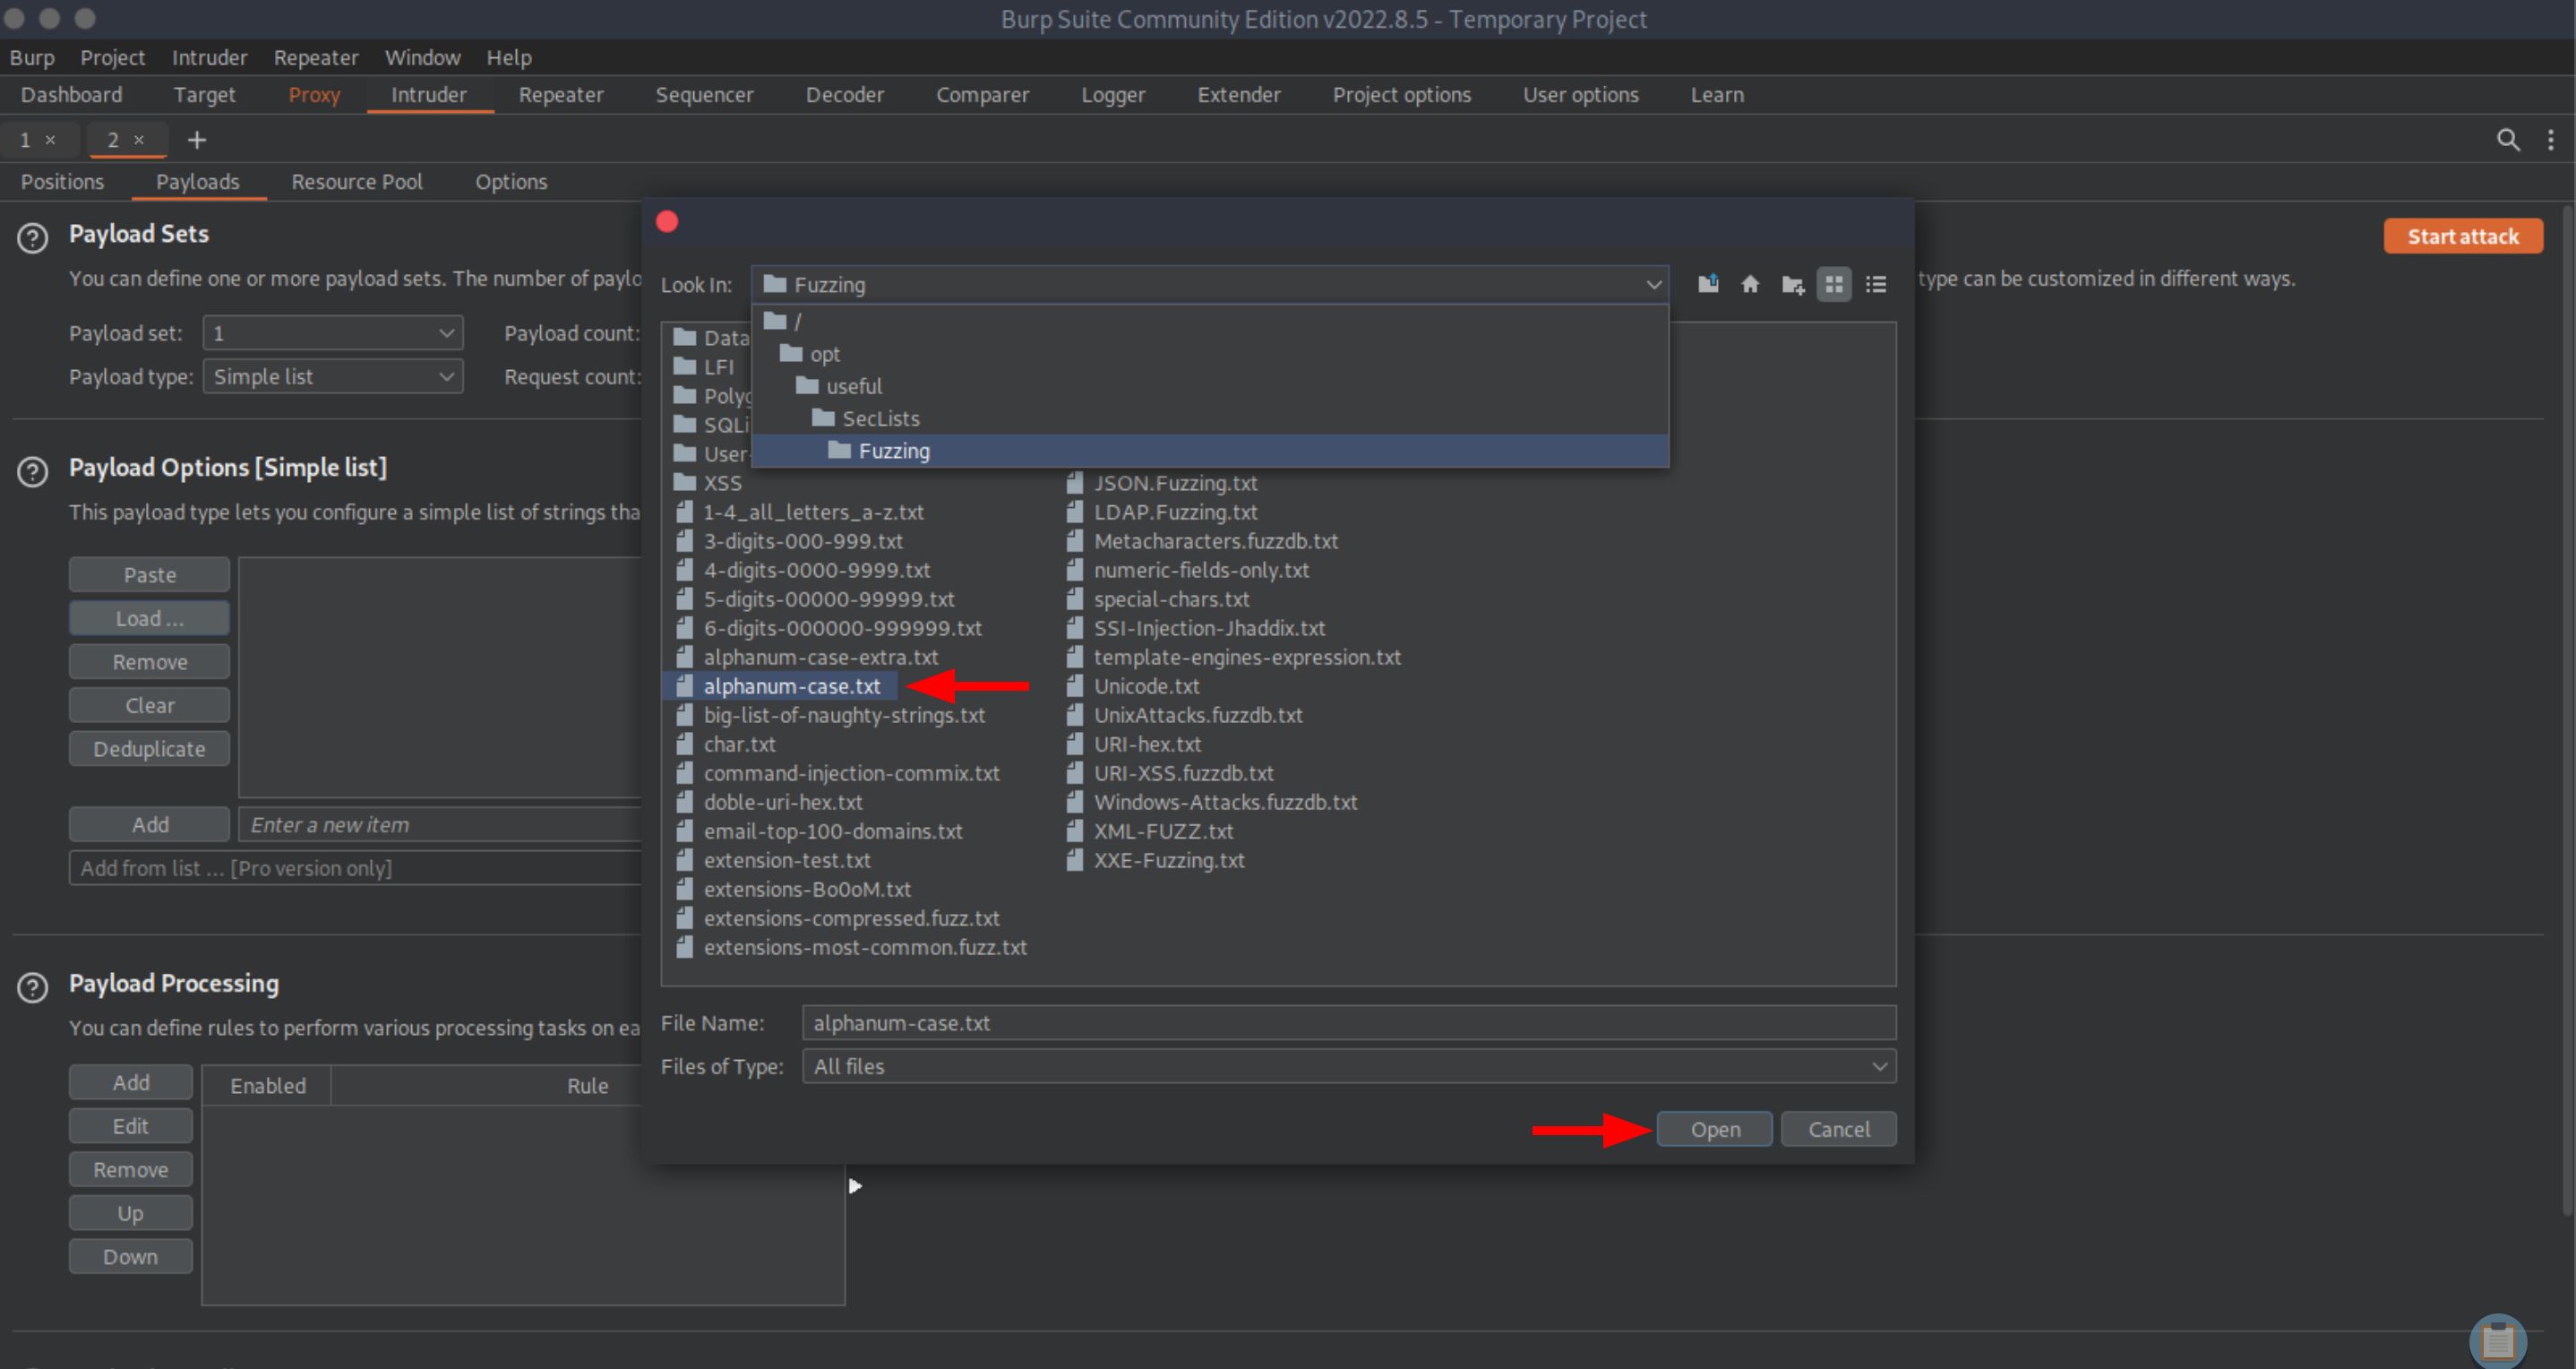 Burp Suite Community Edition v2022.8.5 - Temporary Project
Burp Project Intruder Repeater Window Help
Dashboard Target Proxy Intruder Repeater Sequencer Decoder Comparer Logger Extender Project options User options Learn
1 × 2 × +
Positions Payloads Resource Pool Options
Payload Sets
Start attack
You can define one or more payload sets. The number of paylo
type can be customized in different ways.
Payload set: 1 Payload count:
Payload type: Simple list Request count:
Payload Options [Simple list]
This payload type lets you configure a simple list of strings tha
Paste
Load ...
Remove
Clear
Deduplicate
Add Enter a new item
Add from list ... [Pro version only]
Payload Processing
You can define rules to perform various processing tasks on ea
Add
Edit
Remove
Up
Down
Enabled Rule
Look In: Fuzzing
/
opt
useful
SecLists
Fuzzing
Data
LFI
Polyg
SQLi
User-
XSS
1-4_all_letters_a-z.txt
3-digits-000-999.txt
4-digits-0000-9999.txt
5-digits-00000-99999.txt
6-digits-000000-999999.txt
alphanum-case-extra.txt
alphanum-case.txt
big-list-of-naughty-strings.txt
char.txt
command-injection-commix.txt
doble-uri-hex.txt
email-top-100-domains.txt
extension-test.txt
extensions-Bo0oM.txt
extensions-compressed.fuzz.txt
extensions-most-common.fuzz.txt
JSON.Fuzzing.txt
LDAP.Fuzzing.txt
Metacharacters.fuzzdb.txt
numeric-fields-only.txt
special-chars.txt
SSI-Injection-Jhaddix.txt
template-engines-expression.txt
Unicode.txt
UnixAttacks.fuzzdb.txt
URI-hex.txt
URI-XSS.fuzzdb.txt
Windows-Attacks.fuzzdb.txt
XML-FUZZ.txt
XXE-Fuzzing.txt
File Name: alphanum-case.txt
Files of Type: All files
Open Cancel